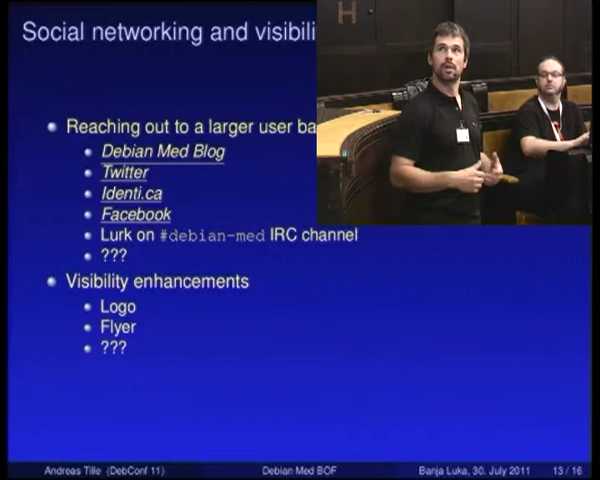 Social networking and visibili
H
Reaching out to a larger user ba
Debian Med Blog
Twitter
Identi.ca
Facebook
Lurk on #debian-med IRC channel
???
Visibility enhancements
Logo
Flyer
???
Andreas Tille (DebConf 11) Debian Med BOF Banja Luka, 30. July 2011 13 / 16